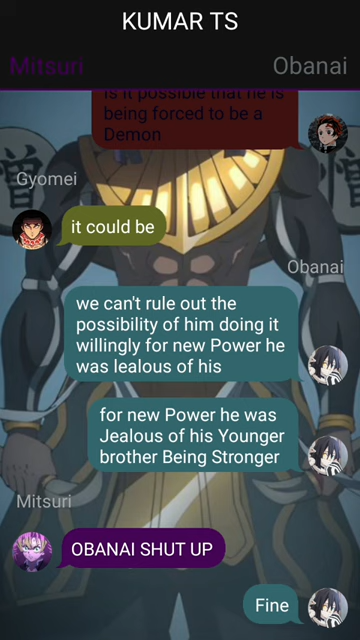 KUMAR TS
Mitsuri
Obanai
is it possible that he is
being forced to be a
Demon
Gyomei
it could be
Obanai
we can't rule out the
possibility of him doing it
willingly for new Power he
was lealous of his
for new Power he was
Jealous of his Younger
brother Being Stronger
Mitsuri
OBANAI SHUT UP
Fine
憎
憎